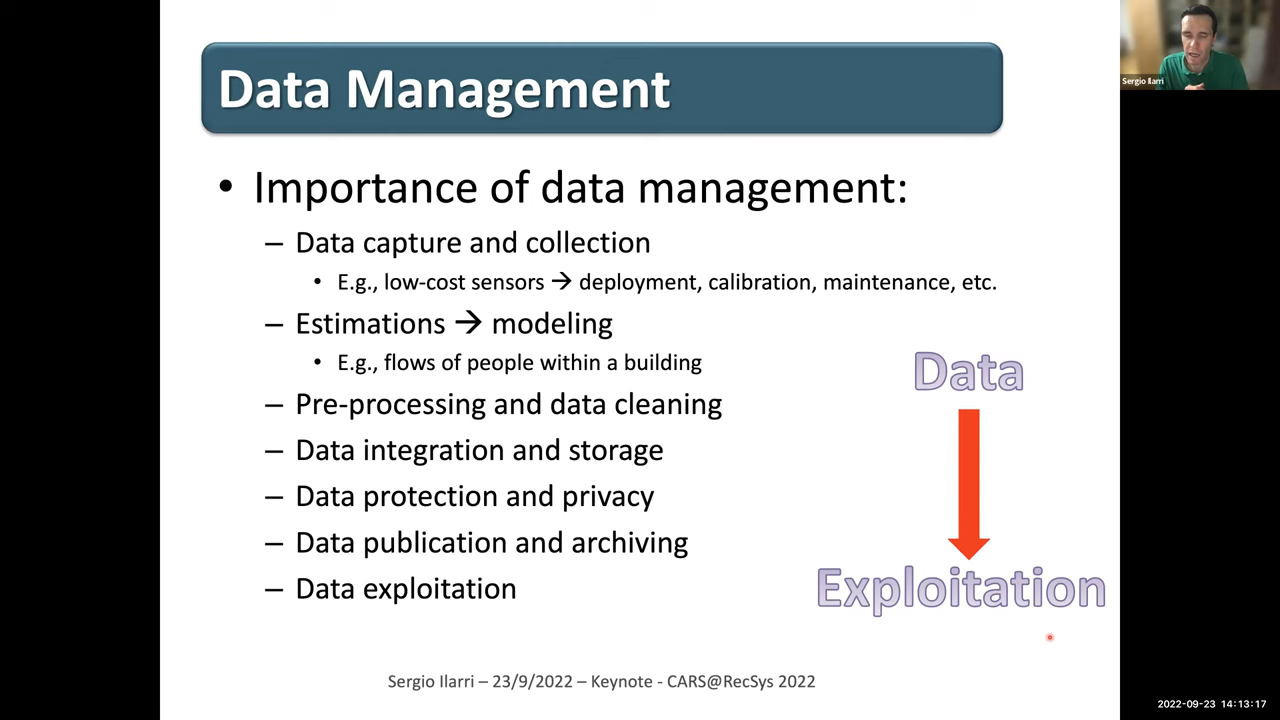 Data Management
• Importance of data management:
– Data capture and collection
• E.g., low-cost sensors → deployment, calibration, maintenance, etc.
– Estimations → modeling
• E.g., flows of people within a building
– Pre-processing and data cleaning
– Data integration and storage
– Data protection and privacy
– Data publication and archiving
– Data exploitation
Data
Exploitation
Sergio Ilarri – 23/9/2022 – Keynote - CARS@RecSys 2022
Sergio Ilarri
2022-09-23 14:13:17